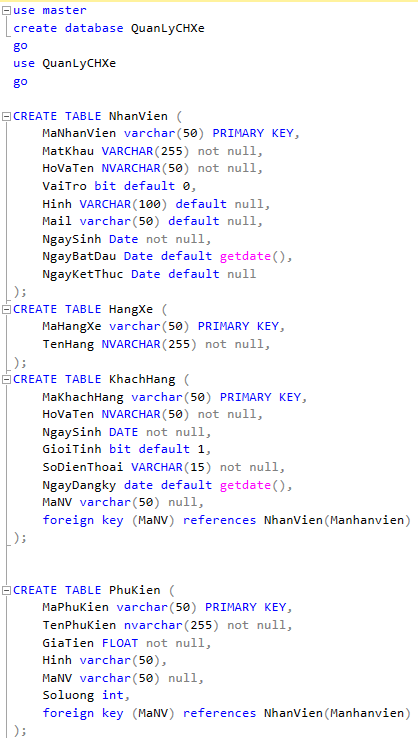 use master
create database QuanLyCHXe
go
use QuanLyCHXe
go
CREATE TABLE NhanVien (
MaNhanVien varchar(50) PRIMARY KEY,
MatKhau VARCHAR(255) not null,
HoVaTen NVARCHAR(50) not null,
VaiTro bit default 0,
Hinh VARCHAR(100) default null,
Mail varchar(50) default null,
NgaySinh Date not null,
NgayBatDau Date default getdate(),
NgayKetThuc Date default null
);
CREATE TABLE HangXe (
MaHangXe varchar(50) PRIMARY KEY,
TenHang NVARCHAR(255) not null,
);
CREATE TABLE KhachHang (
MaKhachHang varchar(50) PRIMARY KEY,
HoVaTen NVARCHAR(50) not null,
NgaySinh DATE not null,
GioiTinh bit default 1,
SoDienThoai VARCHAR(15) not null,
NgayDangky date default getdate(),
MaNV varchar(50) null,
foreign key (MaNV) references NhanVien(Manhanvien)
);
CREATE TABLE PhuKien (
MaPhuKien varchar(50) PRIMARY KEY,
TenPhuKien nvarchar(255) not null,
GiaTien FLOAT not null,
Hinh varchar(50),
MaNV varchar(50) null,
Soluong int,
foreign key (MaNV) references NhanVien(Manhanvien)
);